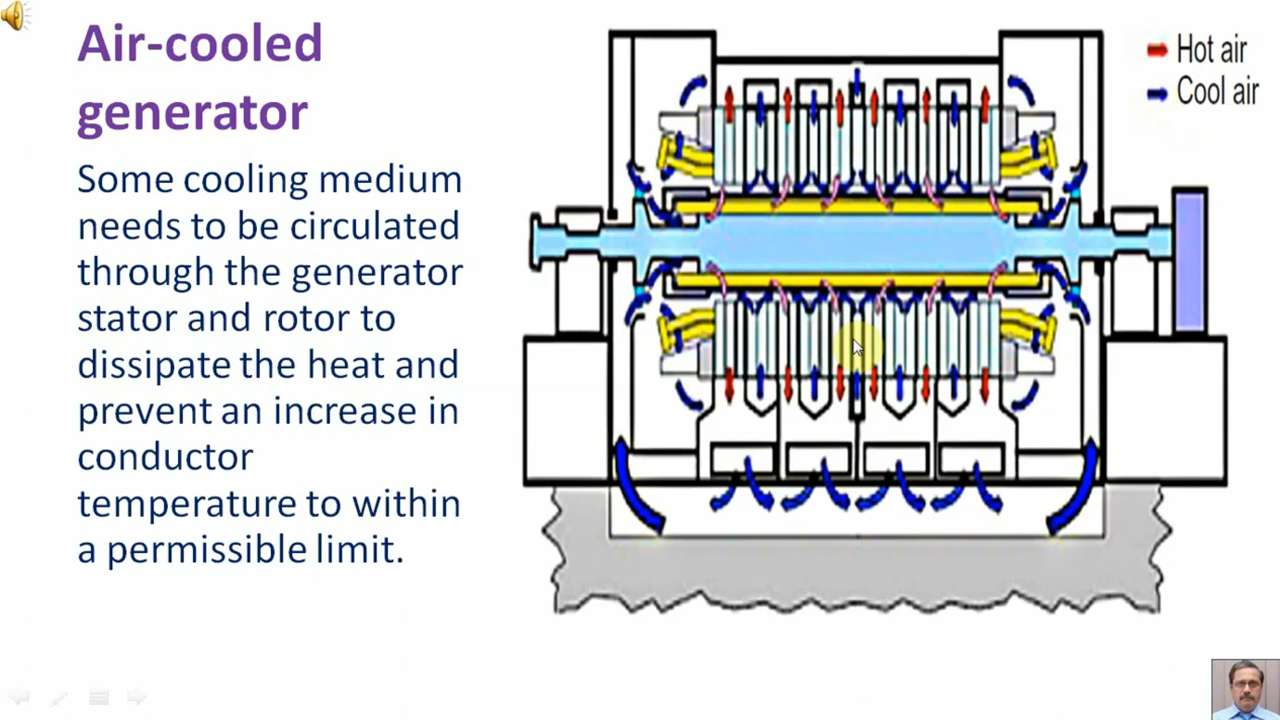 Air-cooled
generator
Some cooling medium
needs to be circulated
through the generator
stator and rotor to
dissipate the heat and
prevent an increase in
conductor
temperature to within
a permissible limit.
Hot air
Cool air